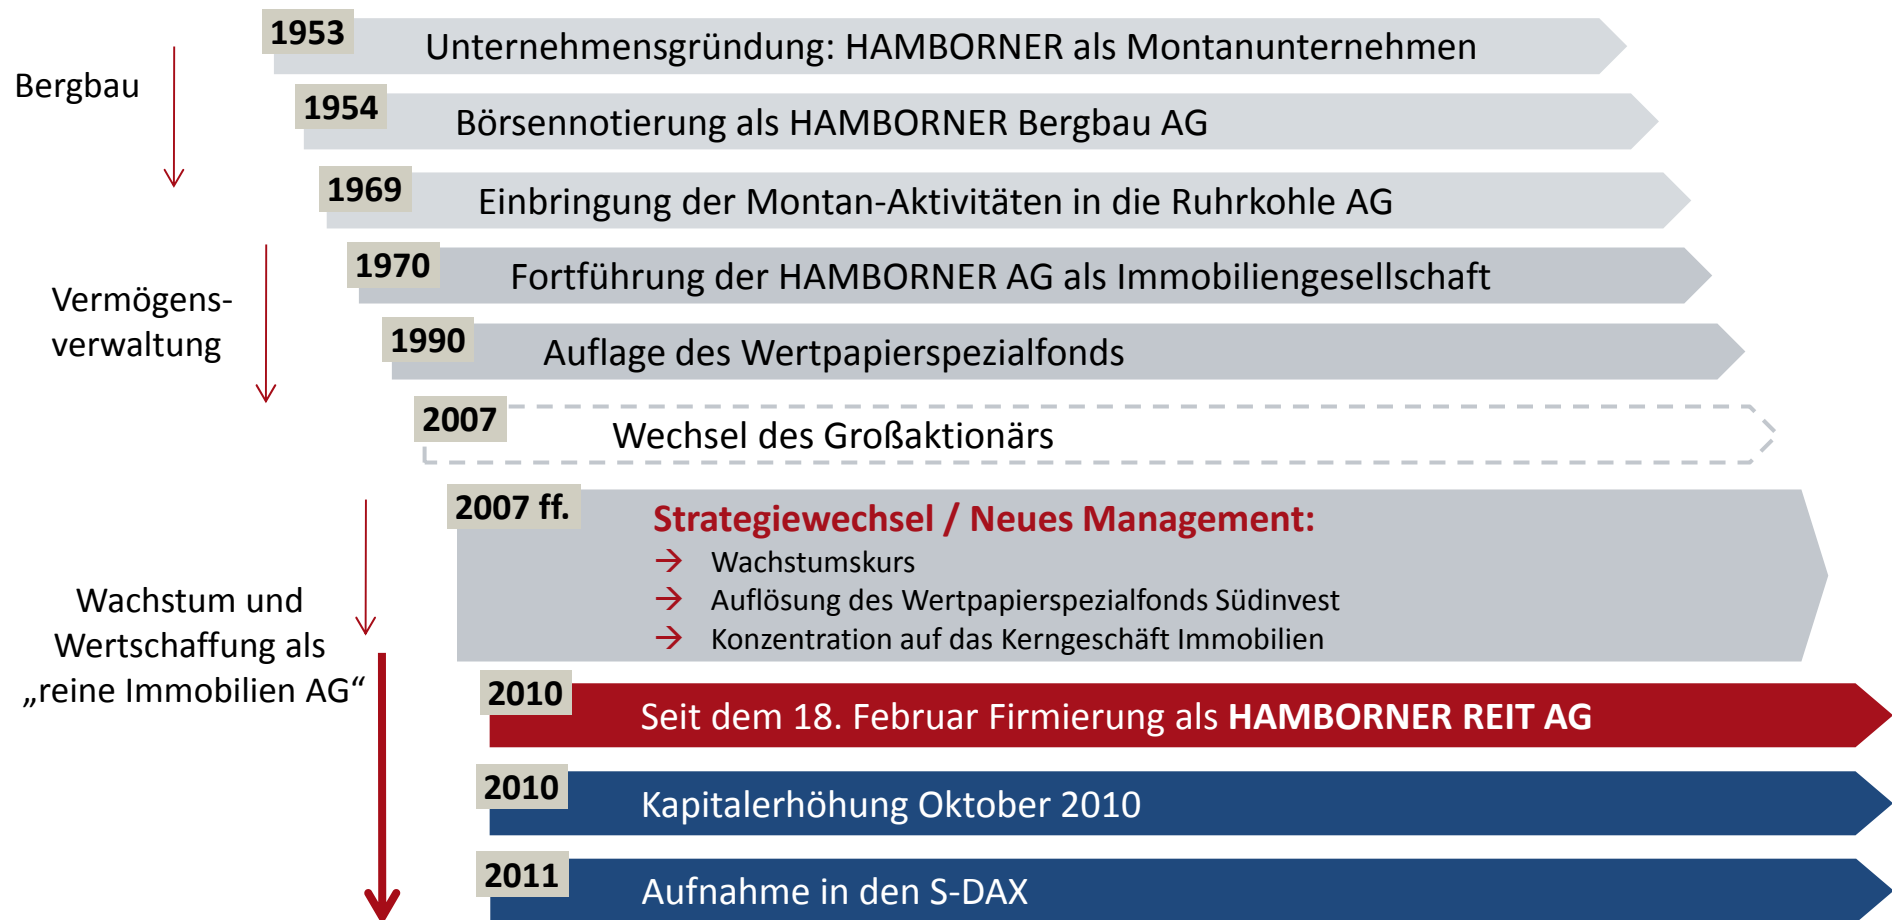 Bergbau
1953
Unternehmensgründung: HAMBORNER als Montanunternehmen
1954
Börsennotierung als HAMBORNER Bergbau AG
1969
Einbringung der Montan-Aktivitäten in die Ruhrkohle AG
Vermögens-
verwaltung
1970
Fortführung der HAMBORNER AG als Immobiliengesellschaft
1990
Auflage des Wertpapierspezialfonds
2007
Wechsel des Großaktionärs
Wachstum und
Wertschaffung als
„reine Immobilien AG“
2007 ff.
Strategiewechsel / Neues Management:
→ Wachstumskurs
→ Auflösung des Wertpapierspezialfonds Südinvest
→ Konzentration auf das Kerngeschäft Immobilien
2010
Seit dem 18. Februar Firmierung als HAMBORNER REIT AG
2010
Kapitalerhöhung Oktober 2010
2011
Aufnahme in den S-DAX